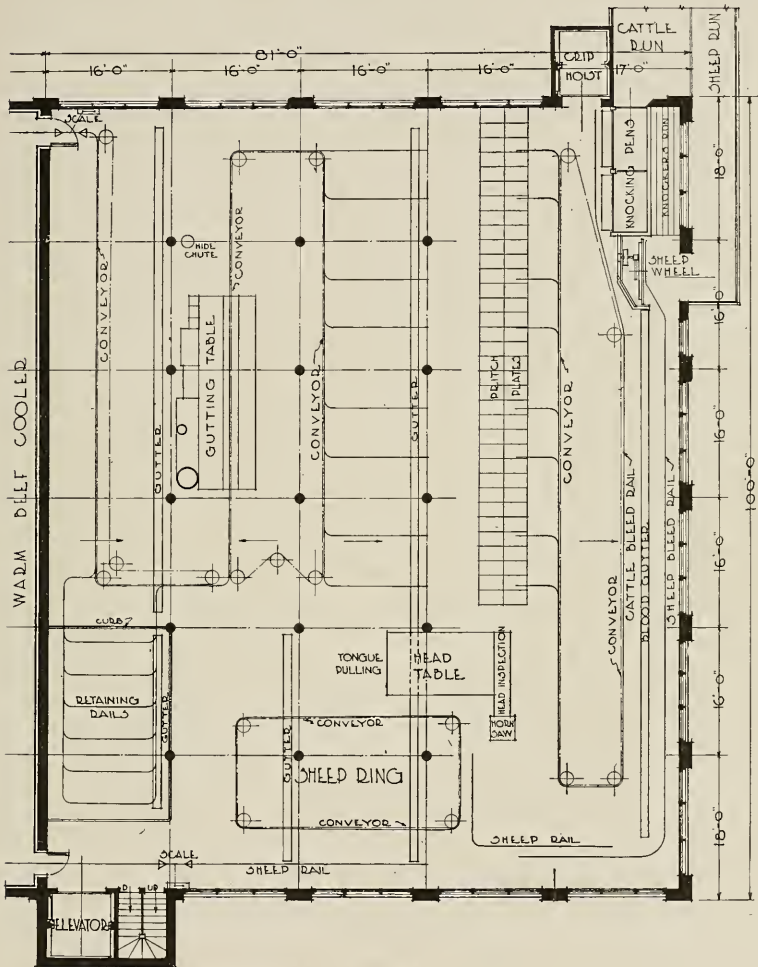 CATTLE
RUN
SHEEP RUN
81'-0"
CRIP
HOIST
16'-0"
16'-0"
16'-0"
16'-0"
17'-0"
SCALE
KNOCKING PENS
KNOCKERS RUN
18'-0"
HIDE
CHUTE
CONVEYOR
CONVEYOR
SHEEP
WHEEL
16'-0"
GUTTING TABLE
CONVEYOR
PRITCH
PLATES
CONVEYOR
GUTTER
GUTTER
WARM BEEF COOLER
16'-0"
CATTLE BLEED RAIL
BLOOD GUTTER
SHEEP BLEED RAIL
100'-0"
16'-0"
CURB
TONGUE
PULLING
HEAD
TABLE
HEAD INSPECTION
CONVEYOR
RETAINING
RAILS
GUTTER
16'-0"
HORN
SAW
CONVEYOR
GUTTER
SHEEP RING
CONVEYOR
SHEEP RAIL
18'-0"
SCALE
SHEEP RAIL
D
UP
ELEVATOR